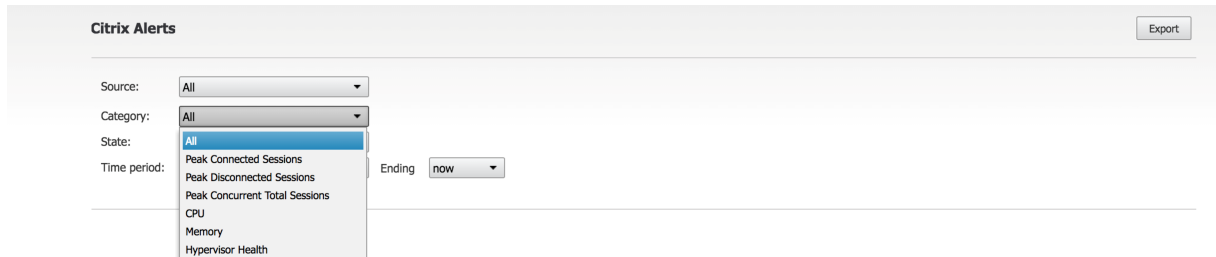 Citrix Alerts
Export
Source: All
Category: All
State: All
Time period: Peak Connected Sessions Ending now
Peak Disconnected Sessions
Peak Concurrent Total Sessions
CPU
Memory
Hypervisor Health